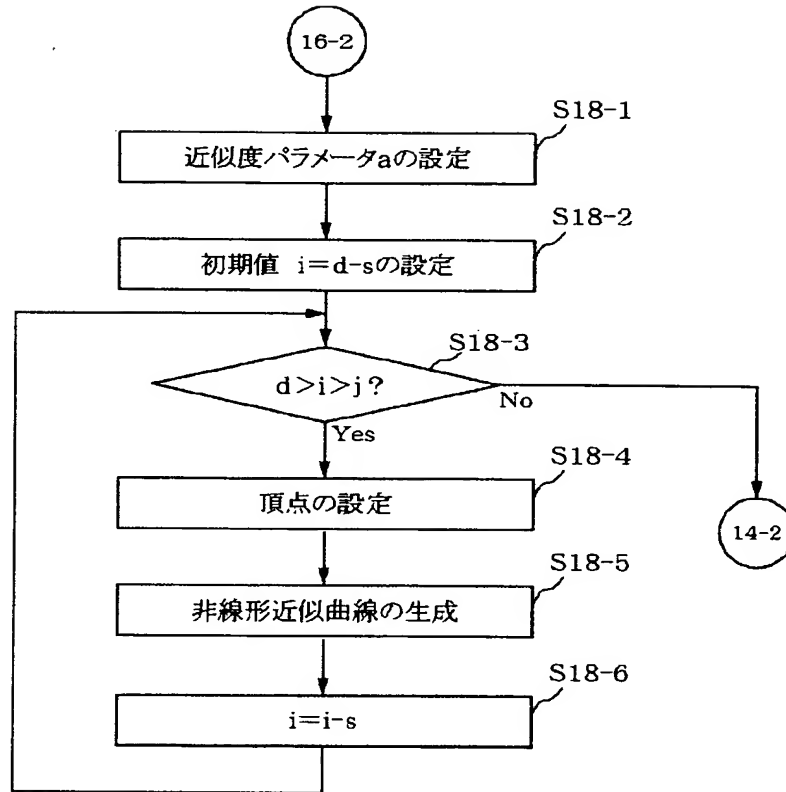 16-2
S18-1
近似度パラメータaの設定
S18-2
初期値 i=d-sの設定
S18-3
d>i>j?
No
Yes
S18-4
頂点の設定
14-2
S18-5
非線形近似曲線の生成
S18-6
i=i-s